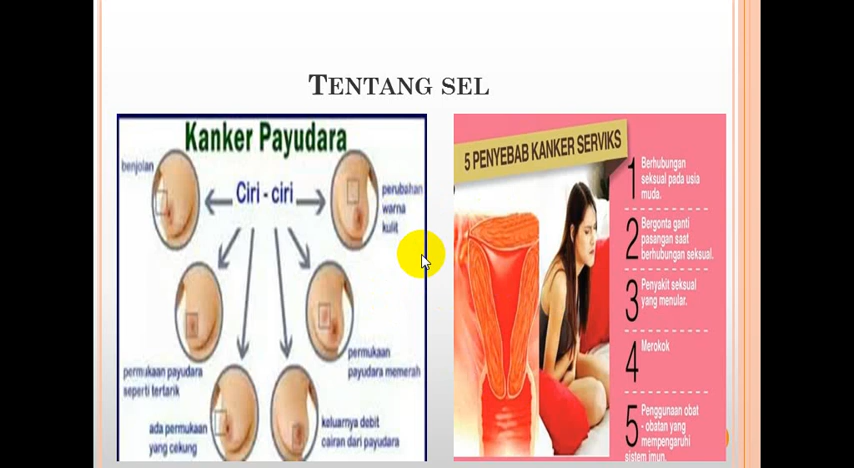 TENTANG SEL
Kanker Payudara
benjolan
Ciri - ciri
perubahan
warna
kulit
permukaan payudara
seperti tertarik
permukaan
payudara memerah
ada permukaan
yang cekung
keluarnya debit
cairan dari payudara
5 PENYEBAB KANKER SERVIKS
1 Berhubungan
seksual pada usia
muda.
2 Bergonta ganti
pasangan saat
berhubungan seksual.
3 Penyakit seksual
yang menular.
4 Merokok
5 Penggunaan obat
- obatan yang
mempengaruhi
sistem imun.